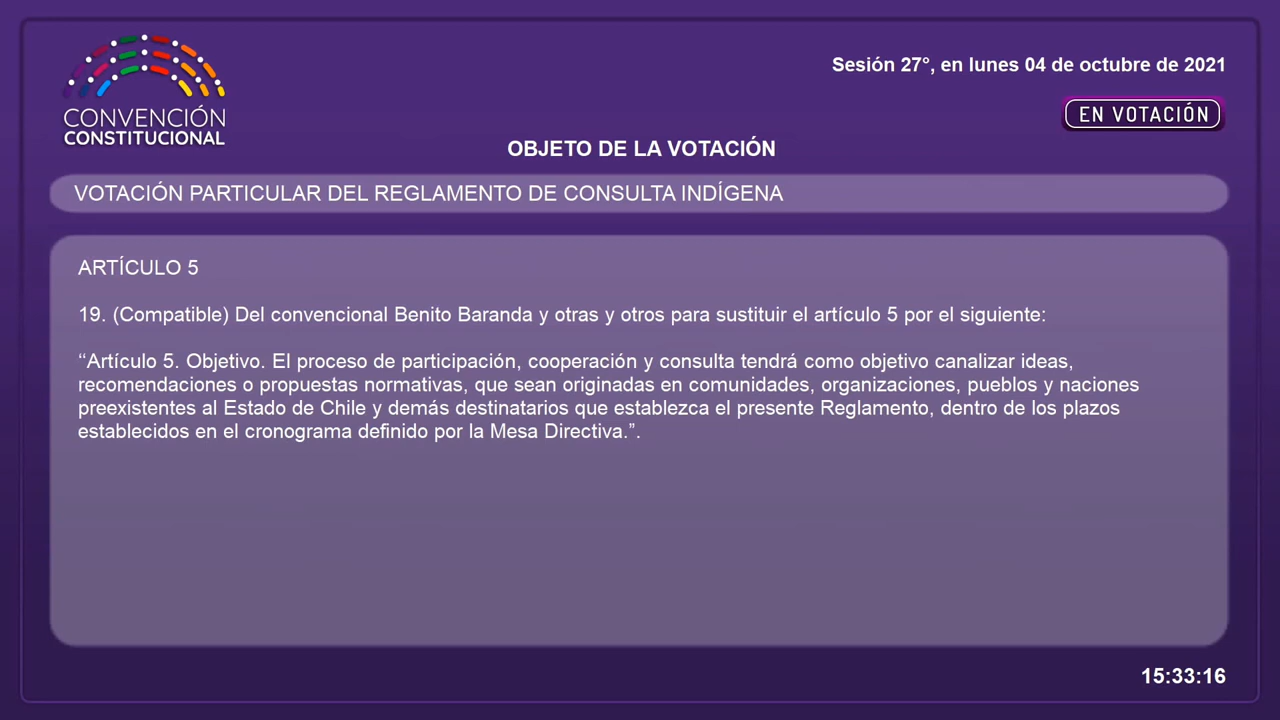 CONVENCIÓN
CONSTITUCIONAL
Sesión 27°, en lunes 04 de octubre de 2021
EN VOTACIÓN
OBJETO DE LA VOTACIÓN
VOTACIÓN PARTICULAR DEL REGLAMENTO DE CONSULTA INDÍGENA
ARTÍCULO 5
19. (Compatible) Del convencional Benito Baranda y otras y otros para sustituir el artículo 5 por el siguiente:
“Artículo 5. Objetivo. El proceso de participación, cooperación y consulta tendrá como objetivo canalizar ideas,
recomendaciones o propuestas normativas, que sean originadas en comunidades, organizaciones, pueblos y naciones
preexistentes al Estado de Chile y demás destinatarios que establezca el presente Reglamento, dentro de los plazos
establecidos en el cronograma definido por la Mesa Directiva.”.
15:33:16